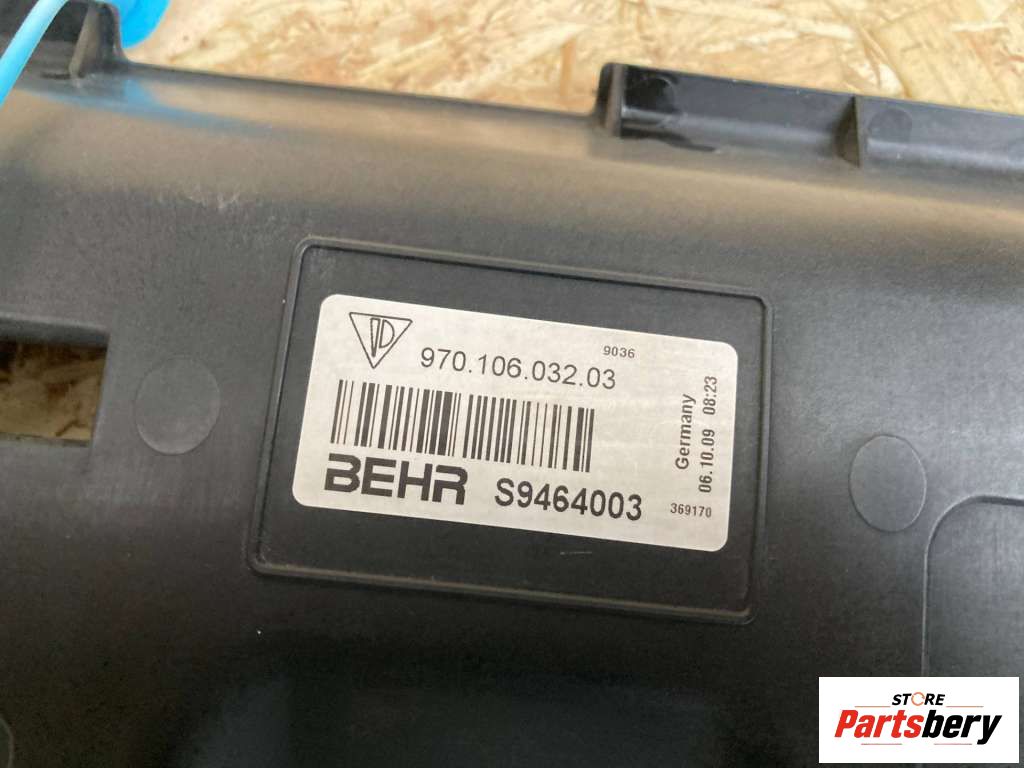 9036
970.106.032.03
BEHR S9464003
Germany
06.10.09 08:23
369170
STORE
Partsbery